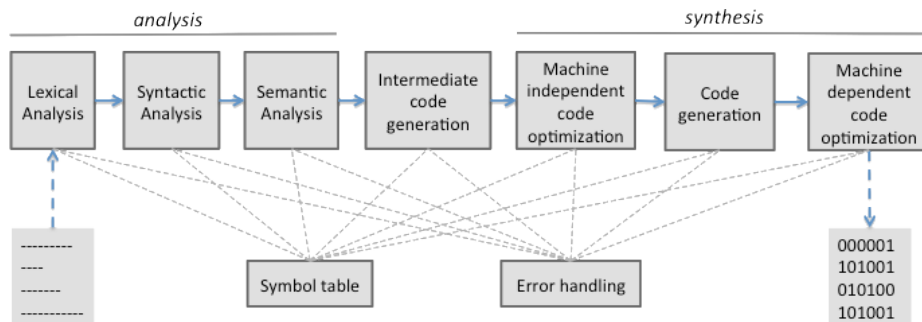 analysis
synthesis
Lexical
Analysis
Syntactic
Analysis
Semantic
Analysis
Intermediate
code
generation
Machine
independent
code
optimization
Code
generation
Machine
dependent
code
optimization
---------
----
-------
-----------
Symbol table
Error handling
000001
101001
010100
101001